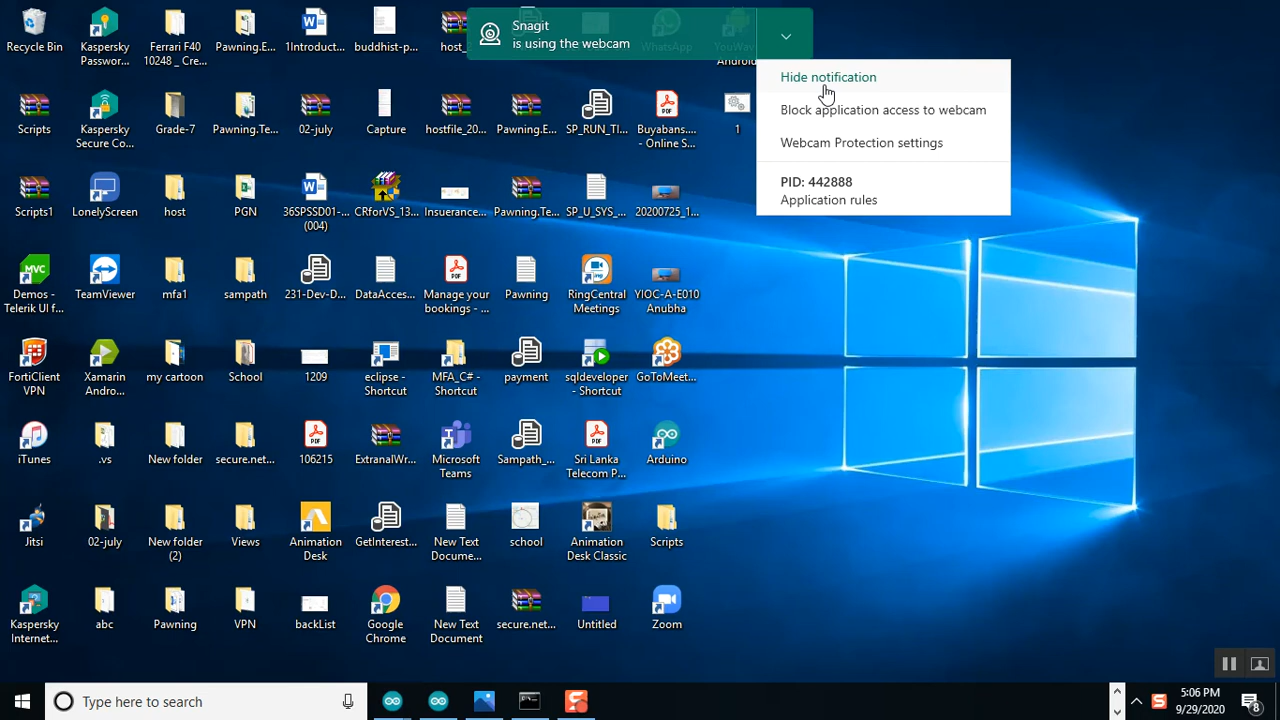 Snagit
is using the webcam
Hide notification
Block application access to webcam
Webcam Protection settings
PID: 442888
Application rules
Recycle Bin
Kaspersky
Passwor...
Ferrari F40
10248 _ Cre...
Pawning.E...
1Introduct...
buddhist-p...
WhatsApp
Android
Scripts
Kaspersky
Secure Co...
Grade-7
Pawning.Te...
02-july
Capture
hostfile_20...
Pawning.E...
SP_RUN_TI...
Buyabans....
- Online S...
1
Scripts1
LonelyScreen
host
PGN
36SPSSD01-...
(004)
CRforVS_13...
Insuerance...
Pawning.Te...
SP_U_SYS_...
20200725_1...
Demos -
Telerik UI f...
TeamViewer
mfa1
sampath
231-Dev-D...
DataAcces...
Manage your
bookings - ...
Pawning
RingCentral
Meetings
YIOC-A-E010
Anubha
FortiClient
VPN
Xamarin
Andro...
my cartoon
School
1209
eclipse -
Shortcut
MFA_C# -
Shortcut
payment
sqldeveloper
- Shortcut
GoToMeet...
iTunes
.vs
New folder
secure.net...
106215
ExtranalWr...
Microsoft
Teams
Sampath_...
Sri Lanka
Telecom P...
Arduino
Jitsi
02-july
New folder
(2)
Views
Animation
Desk
GetInterest...
New Text
Docume...
school
Animation
Desk Classic
Scripts
Kaspersky
Internet...
abc
Pawning
VPN
backList
Google
Chrome
New Text
Document
secure.net...
Untitled
Zoom
Type here to search
5:06 PM
9/29/2020
8